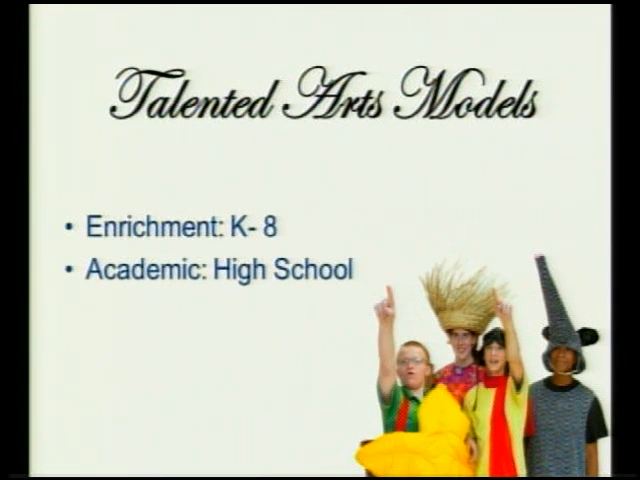 Talented Arts Models
• Enrichment: K- 8
• Academic: High School